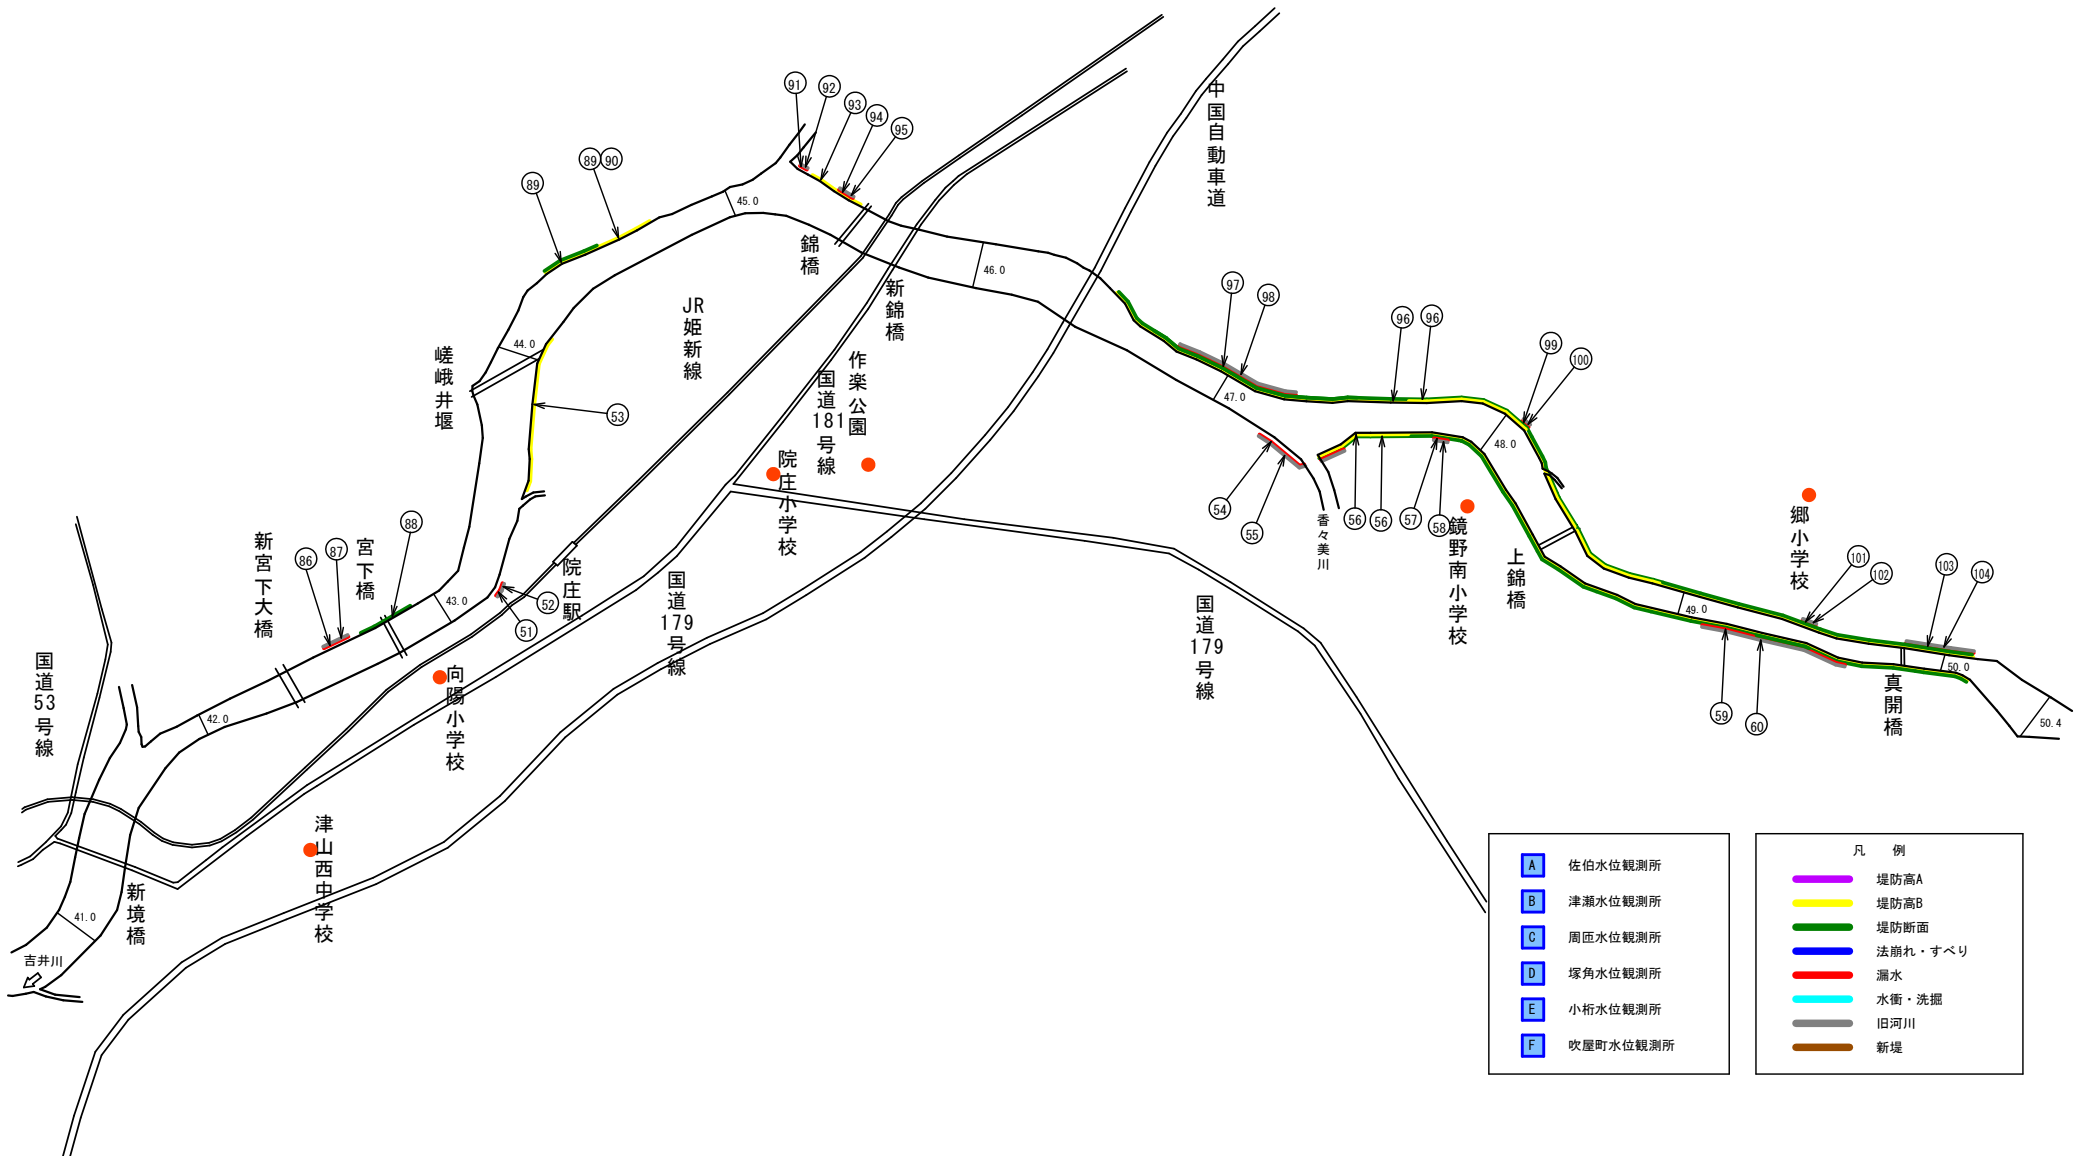 91
92
93
94
95
中国自動車道
89
89
90
45.0
錦橋
新錦橋
46.0
97
98
96
96
99
100
JR姫新線
嵯峨井堰
44.0
53
国道181号線
作楽公園
院庄小学校
47.0
48.0
54
55
香々美川
56
56
57
58
鏡野南小学校
上錦橋
郷小学校
101
102
103
104
新宮下大橋
86
87
宮下橋
88
43.0
51
52
院庄駅
国道179号線
国道179号線
49.0
50.0
59
60
真開橋
50.4
国道53号線
42.0
向陽小学校
津山西中学校
新境橋
41.0
吉井川
A 佐伯水位観測所
B 津瀬水位観測所
C 周匝水位観測所
D 塚角水位観測所
E 小桁水位観測所
F 吹屋町水位観測所
凡 例
堤防高A
堤防高B
堤防断面
法崩れ・すべり
漏水
水衝・洗掘
旧河川
新堤